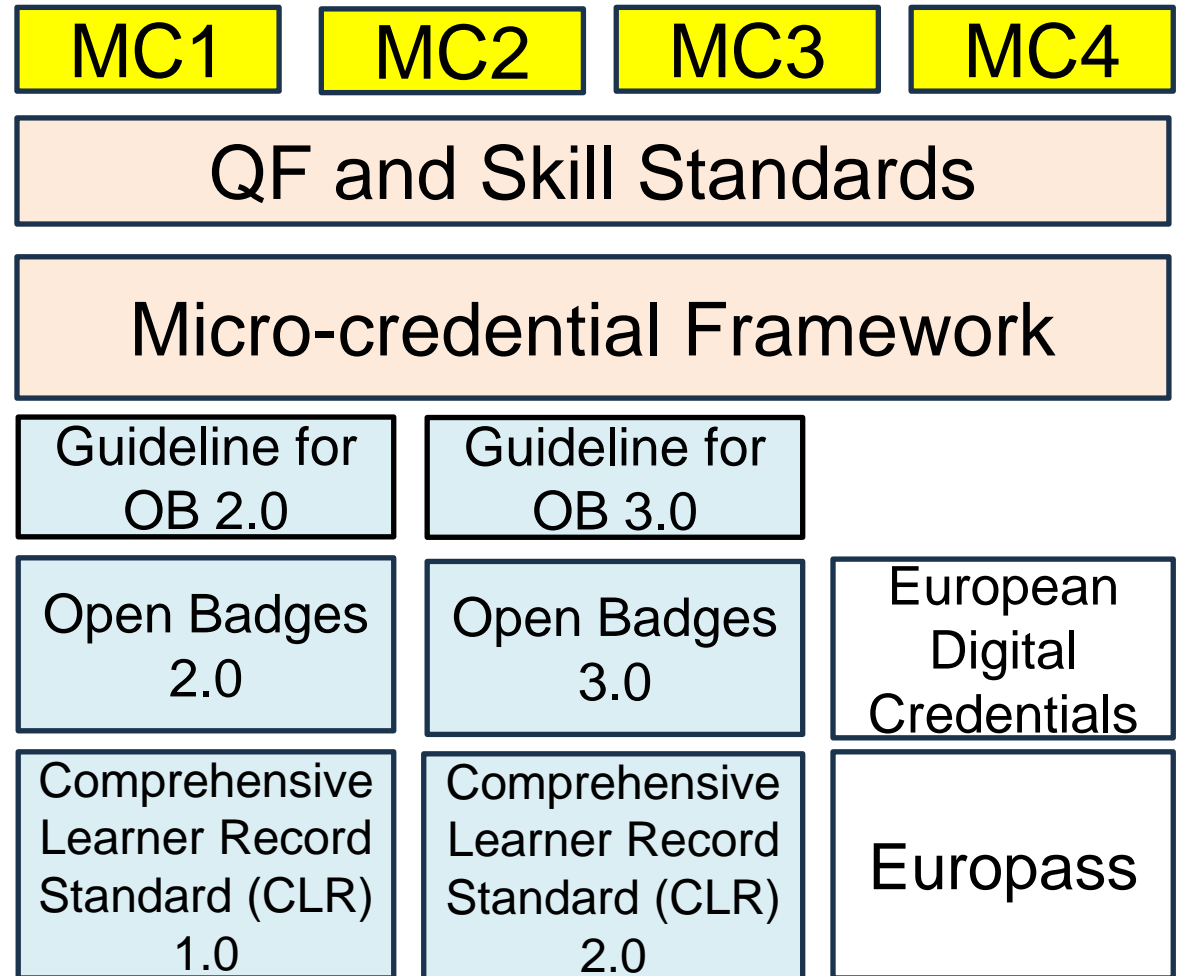 MC1
MC2
MC3
MC4
QF and Skill Standards
Micro-credential Framework
Guideline for
OB 2.0
Guideline for
OB 3.0
Open Badges
2.0
Open Badges
3.0
European
Digital
Credentials
Comprehensive
Learner Record
Standard (CLR)
1.0
Comprehensive
Learner Record
Standard (CLR)
2.0
Europass